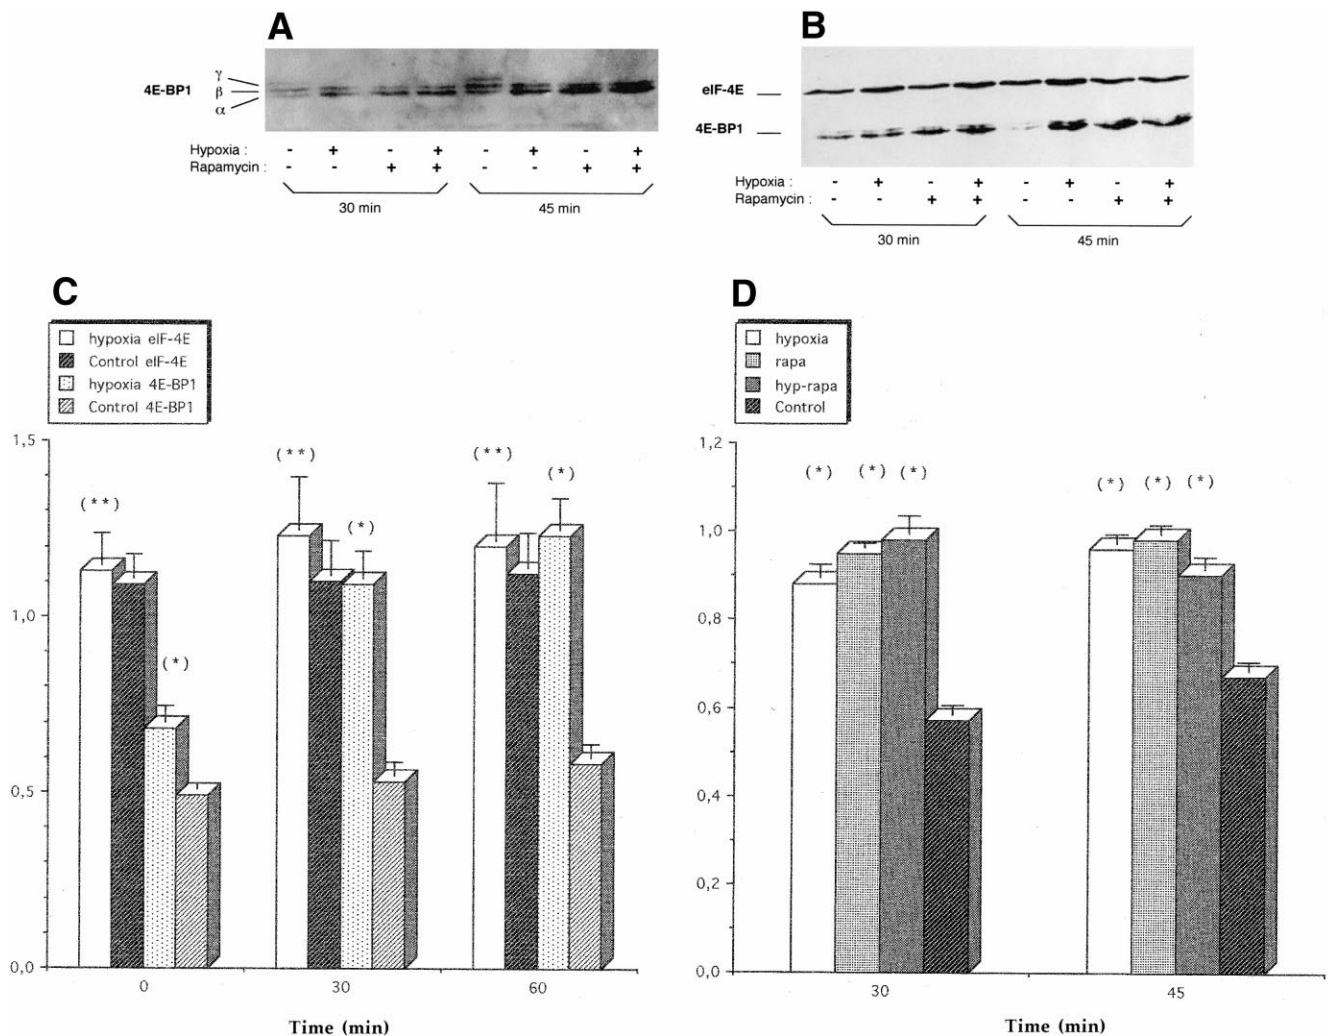 A
γ
4E-BP1 β
α
Hypoxia : - + - + - + - +
Rapamycin : - - + + - - + +
30 min 45 min
B
eIF-4E
4E-BP1
Hypoxia : - + - + - + - +
Rapamycin : - - + + - - + +
30 min 45 min
C
hypoxia eIF-4E
Control eIF-4E
hypoxia 4E-BP1
Control 4E-BP1
1,5
1,0
0,5
0,0
(**)
(*)
(**)
(*)
(**)
(*)
0 30 60
Time (min)
D
hypoxia
rapa
hyp-rapa
Control
1,2
1,0
0,8
0,6
0,4
0,2
0,0
(*) (*) (*)
(*) (*) (*)
30 45
Time (min)